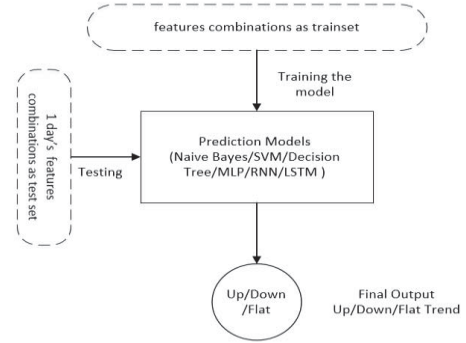 features combinations as trainset
Training the
model
1 day's features
combinations as test set
Testing
Prediction Models
(Naive Bayes/SVM/Decision
Tree/MLP/RNN/LSTM )
Up/Down
/Flat
Final Output
Up/Down/Flat Trend